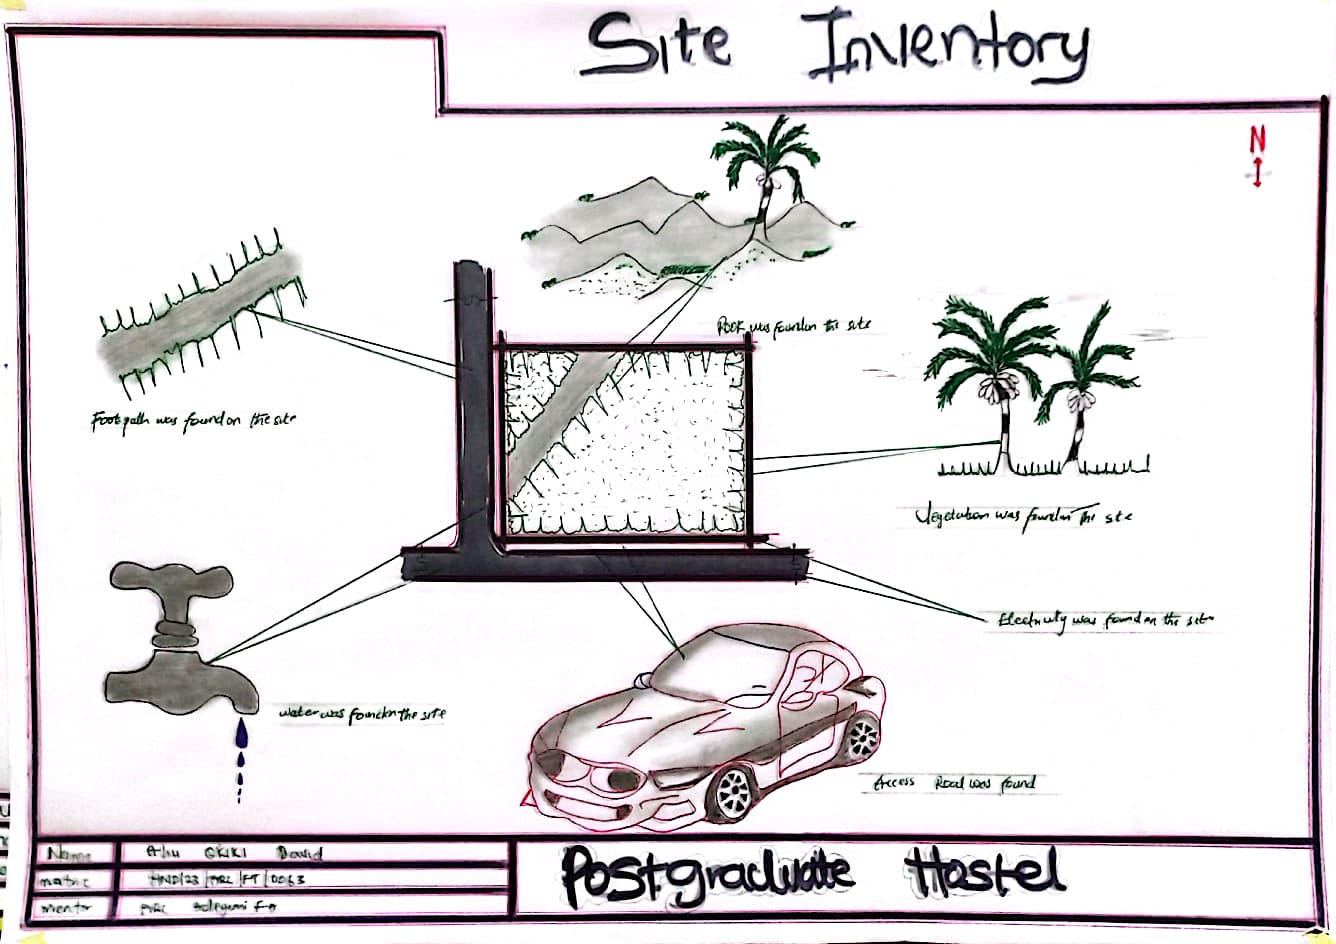 Site Inventory
N
Rock was found on the site
Foot path was found on the site
Vegetation was found on the site
Electricity was found on the site
water was found on the site
Access Road was found
Name
David
matric
HND/23/ARC/FT/0063
mentor
Postgraduate Hostel